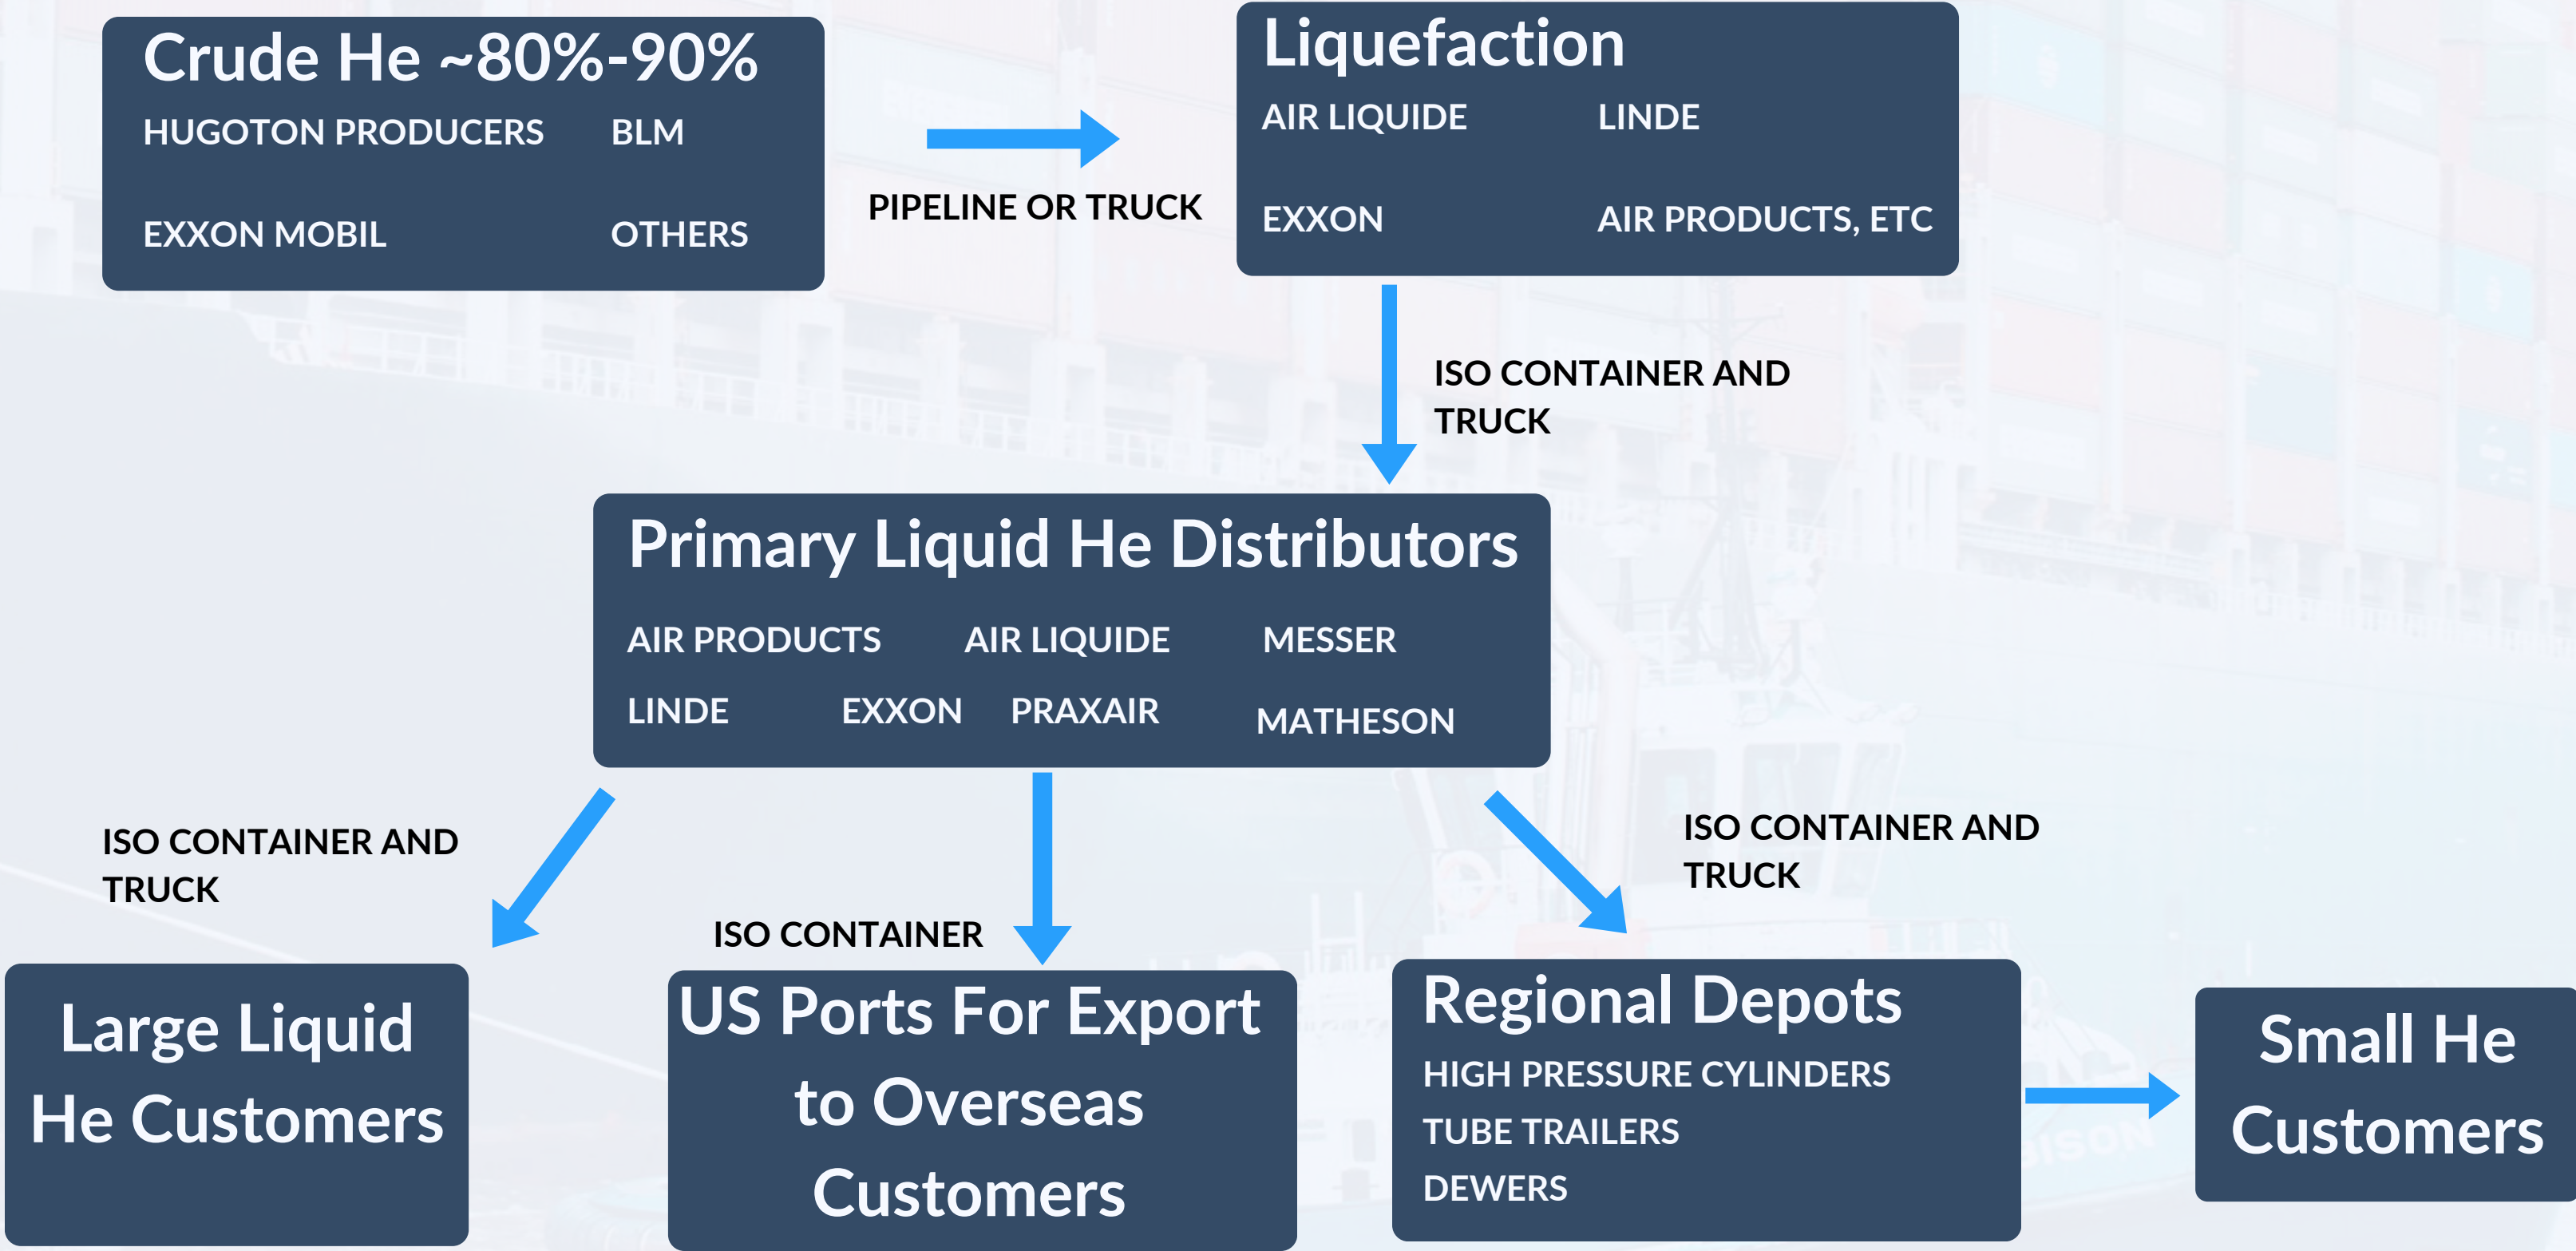 Crude He ~80%-90%
HUGOTON PRODUCERS BLM
EXXON MOBIL OTHERS
PIPELINE OR TRUCK
Liquefaction
AIR LIQUIDE LINDE
EXXON AIR PRODUCTS, ETC
ISO CONTAINER AND
TRUCK
Primary Liquid He Distributors
AIR PRODUCTS AIR LIQUIDE MESSER
LINDE EXXON PRAXAIR MATHESON
ISO CONTAINER AND
TRUCK
Large Liquid
He Customers
ISO CONTAINER
US Ports For Export
to Overseas
Customers
ISO CONTAINER AND
TRUCK
Regional Depots
HIGH PRESSURE CYLINDERS
TUBE TRAILERS
DEWERS
Small He
Customers